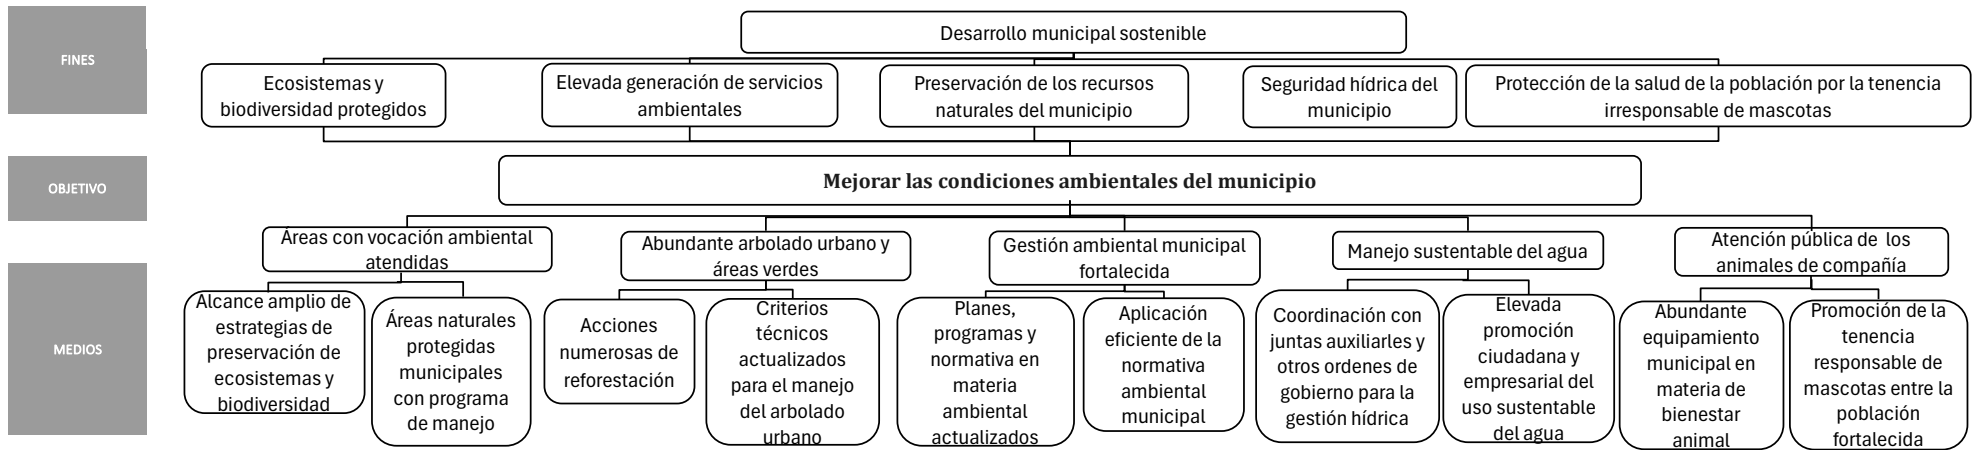 FINES
Desarrollo municipal sostenible
Ecosistemas y
biodiversidad protegidos
Elevada generación de servicios
ambientales
Preservación de los recursos
naturales del municipio
Seguridad hídrica del
municipio
Protección de la salud de la población por la tenencia
irresponsable de mascotas
OBJETIVO
Mejorar las condiciones ambientales del municipio
MEDIOS
Áreas con vocación ambiental
atendidas
Abundante arbolado urbano y
áreas verdes
Gestión ambiental municipal
fortalecida
Manejo sustentable del agua
Atención pública de los
animales de compañía
Alcance amplio de
estrategias de
preservación de
ecosistemas y
biodiversidad
Áreas naturales
protegidas
municipales
con programa
de manejo
Acciones
numerosas de
reforestación
Criterios
técnicos
actualizados
para el manejo
del arbolado
urbano
Planes,
programas y
normativa en
materia
ambiental
actualizados
Aplicación
eficiente de la
normativa
ambiental
municipal
Coordinación con
juntas auxiliarles y
otros ordenes de
gobierno para la
gestión hídrica
Elevada
promoción
ciudadana y
empresarial del
uso sustentable
del agua
Abundante
equipamiento
municipal en
materia de
bienestar
animal
Promoción de la
tenencia
responsable de
mascotas entre la
población
fortalecida